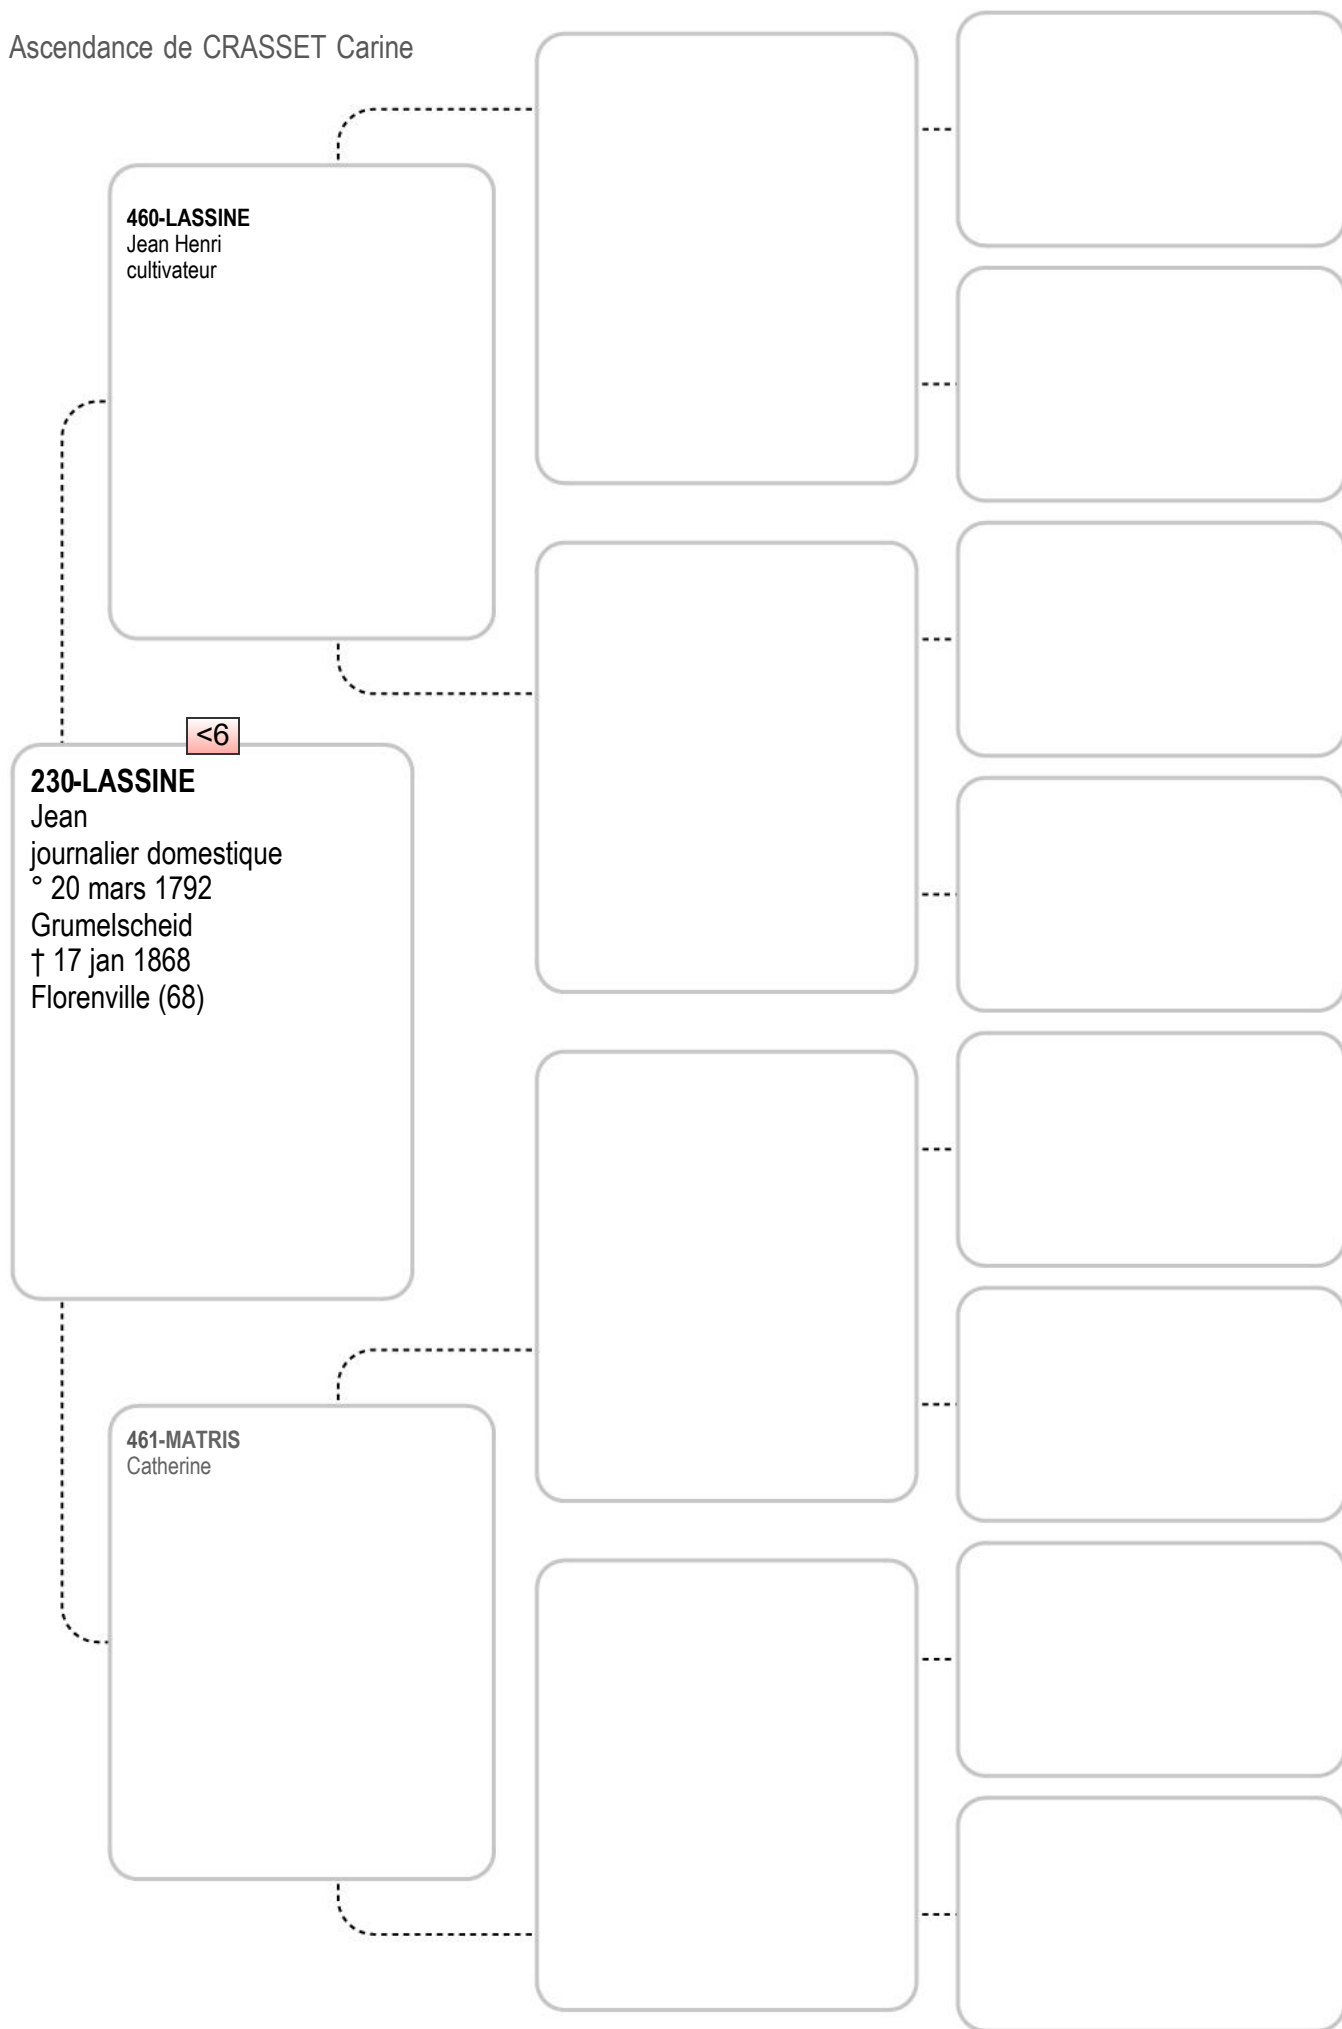 Ascendance de CRASSET Carine
460-LASSINE
Jean Henri
cultivateur
<6
230-LASSINE
Jean
journalier domestique
° 20 mars 1792
Grumelscheid
† 17 jan 1868
Florenville (68)
461-MATRIS
Catherine